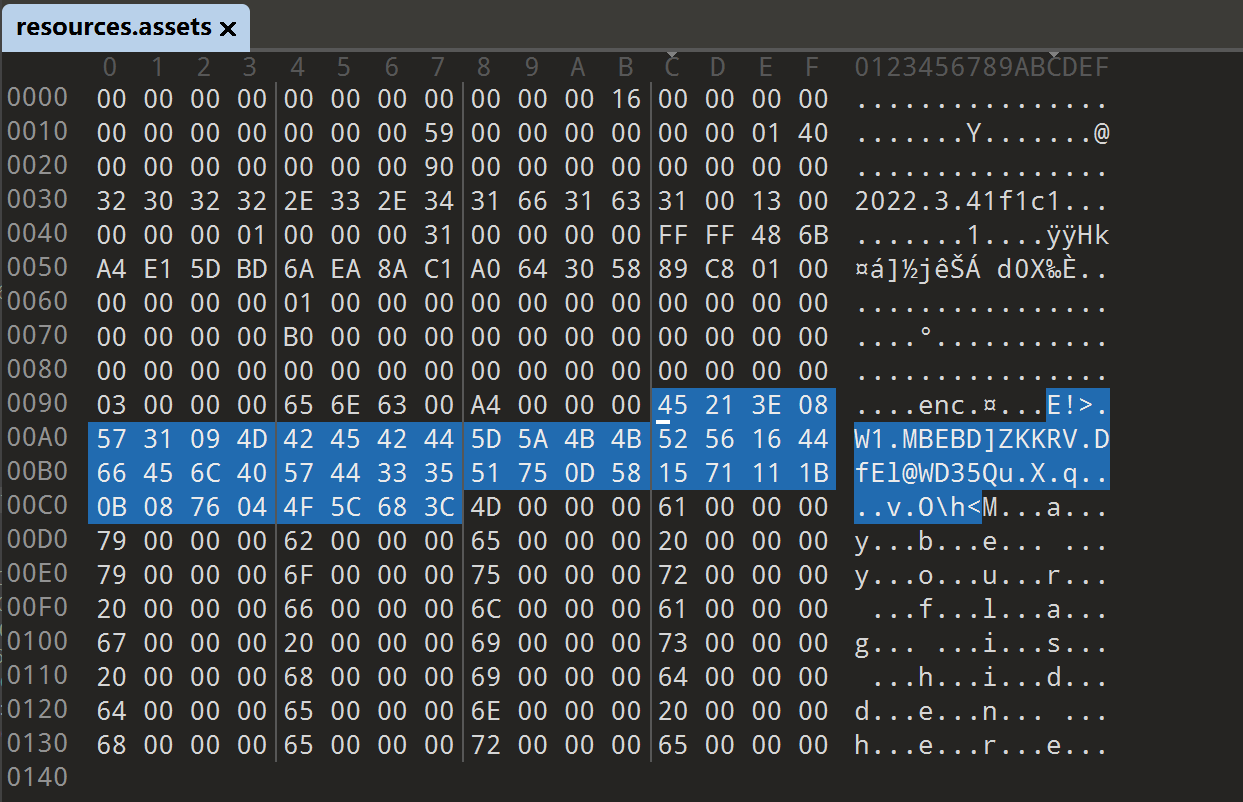 resources.assets ×
0 1 2 3 4 5 6 7 8 9 A B C D E F 0123456789ABCDEF
0000 00 00 00 00 00 00 00 00 00 00 00 16 00 00 00 00 ................
0010 00 00 00 00 00 00 00 59 00 00 00 00 00 00 01 40 .......Y.......@
0020 00 00 00 00 00 00 00 90 00 00 00 00 00 00 00 00 ................
0030 32 30 32 32 2E 33 2E 34 31 66 31 63 31 00 13 00 2022.3.41f1c1...
0040 00 00 00 01 00 00 00 31 00 00 00 00 FF FF 48 6B .......1....ÿÿHk
0050 A4 E1 5D BD 6A EA 8A C1 A0 64 30 58 89 C8 01 00 ¤á]½jêŠÁ d0X‰È..
0060 00 00 00 00 01 00 00 00 00 00 00 00 00 00 00 00 ................
0070 00 00 00 00 B0 00 00 00 00 00 00 00 00 00 00 00 ....°...........
0080 00 00 00 00 00 00 00 00 00 00 00 00 00 00 00 00 ................
0090 03 00 00 00 65 6E 63 00 A4 00 00 00 45 21 3E 08 ....enc.¤...E!>.
00A0 57 31 09 4D 42 45 42 44 5D 5A 4B 4B 52 56 16 44 W1.MBEBD]ZKKRV.D
00B0 66 45 6C 40 57 44 33 35 51 75 0D 58 15 71 11 1B fEl@WD35Qu.X.q..
00C0 0B 08 76 04 4F 5C 68 3C 4D 00 00 00 61 00 00 00 ..v.O\h<M...a...
00D0 79 00 00 00 62 00 00 00 65 00 00 00 20 00 00 00 y...b...e... ...
00E0 79 00 00 00 6F 00 00 00 75 00 00 00 72 00 00 00 y...o...u...r...
00F0 20 00 00 00 66 00 00 00 6C 00 00 00 61 00 00 00  ...f...l...a...
0100 67 00 00 00 20 00 00 00 69 00 00 00 73 00 00 00 g... ...i...s...
0110 20 00 00 00 68 00 00 00 69 00 00 00 64 00 00 00  ...h...i...d...
0120 64 00 00 00 65 00 00 00 6E 00 00 00 20 00 00 00 d...e...n... ...
0130 68 00 00 00 65 00 00 00 72 00 00 00 65 00 00 00 h...e...r...e...
0140